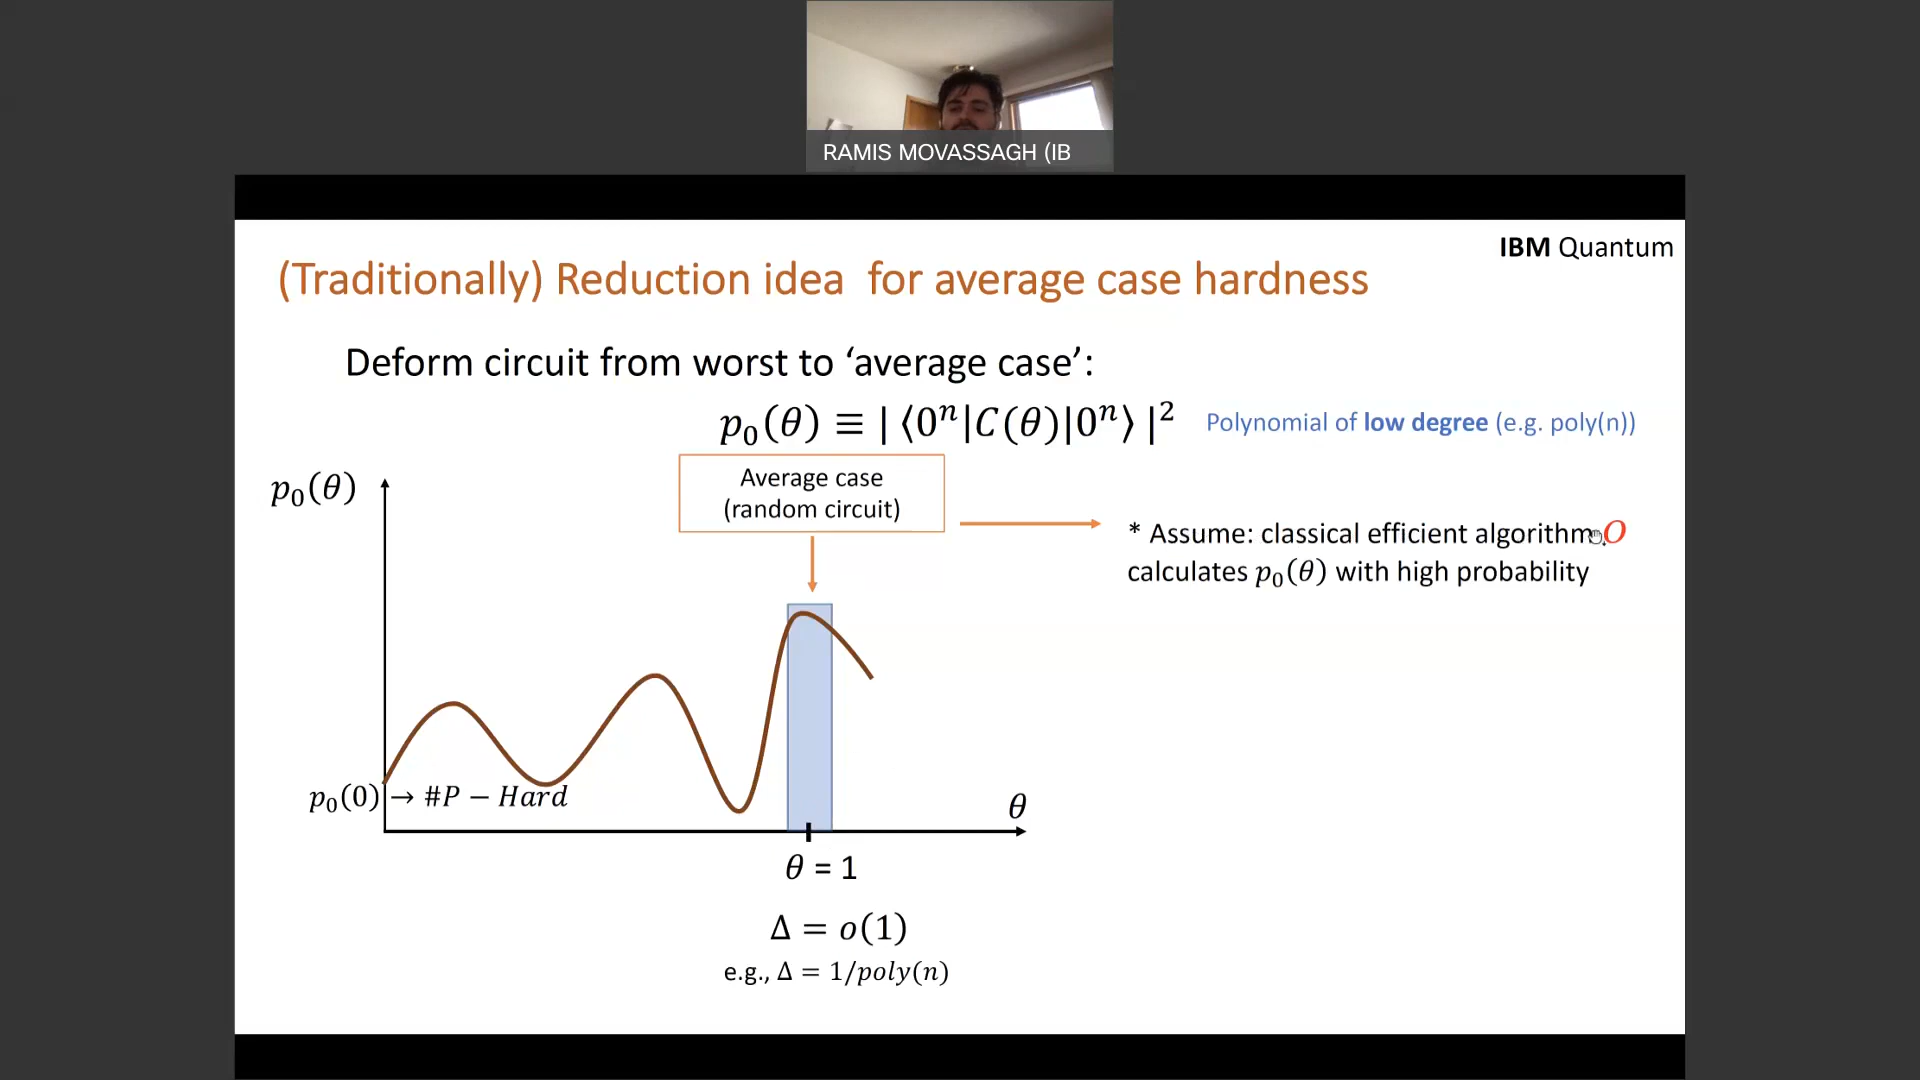 RAMIS MOVASSAGH (IB
IBM Quantum
(Traditionally) Reduction idea for average case hardness
Deform circuit from worst to ‘average case’:
p₀(θ) ≡ | ⟨0ⁿ|C(θ)|0ⁿ⟩ |² Polynomial of low degree (e.g. poly(n))
Average case
(random circuit)
p₀(θ)
* Assume: classical efficient algorithm O
calculates p₀(θ) with high probability
p₀(0) → #P − Hard
θ
θ = 1
Δ = o(1)
e.g., Δ = 1/poly(n)